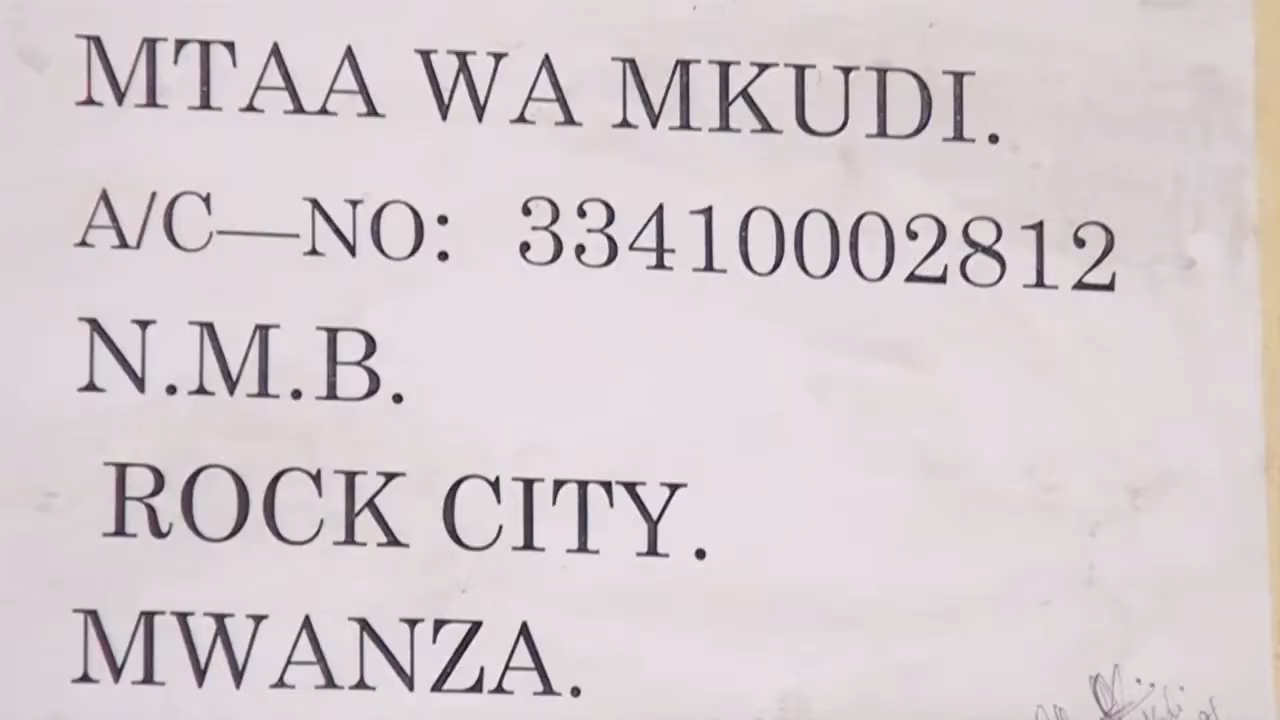 MTAA WA MKUDI.
A/C—NO: 33410002812
N.M.B.
ROCK CITY.
MWANZA.